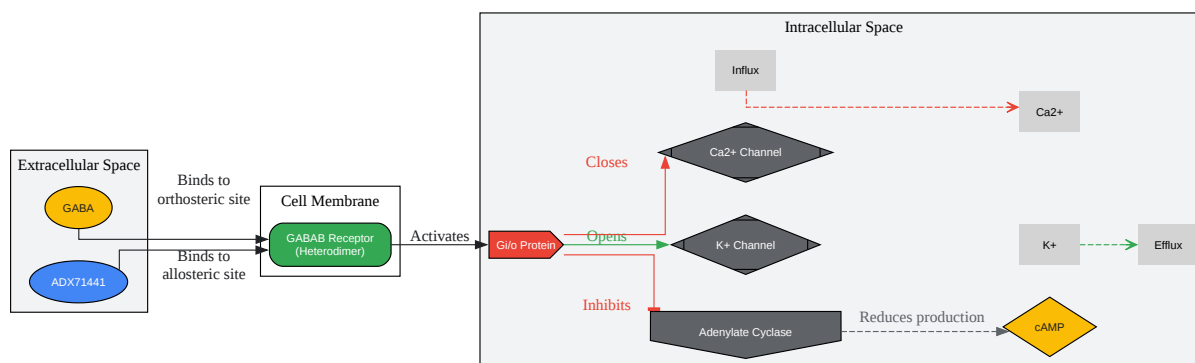 Intracellular Space
Influx
Ca2+
Extracellular Space
GABA
ADX71441
Binds to
orthosteric site
Binds to
allosteric site
Cell Membrane
GABAB Receptor
(Heterodimer)
Activates
Gi/o Protein
Closes
Opens
Inhibits
Ca2+ Channel
K+ Channel
Adenylate Cyclase
K+
Efflux
Reduces production
cAMP